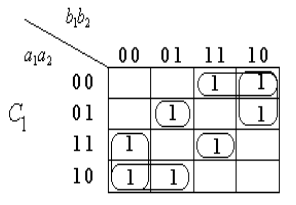 b₁b₂
a₁a₂ 00 01 11 10
00 1 1
C₁ 01 1 1
11 1 1
10 1 1